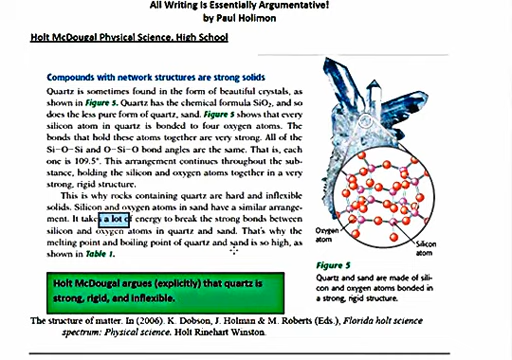 All Writing Is Essentially Argumentative!
by Paul Holimon
Holt McDougal Physical Science, High School
Compounds with network structures are strong solids
Quartz is sometimes found in the form of beautiful crystals, as
shown in Figure 5. Quartz has the chemical formula SiO₂, and so
does the less pure form of quartz, sand. Figure 5 shows that every
silicon atom in quartz is bonded to four oxygen atoms. The
bonds that hold these atoms together are very strong. All of the
Si–O–Si and O–Si–O bond angles are the same. That is, each
one is 109.5°. This arrangement continues throughout the sub-
stance, holding the silicon and oxygen atoms together in a very
strong, rigid structure.
This is why rocks containing quartz are hard and inflexible
solids. Silicon and oxygen atoms in sand have a similar arrange-
ment. It takes a lot of energy to break the strong bonds between
silicon and oxygen atoms in quartz and sand. That's why the
melting point and boiling point of quartz and sand is so high, as
shown in Table 1.
Oxygen
atom
Silicon
atom
Figure 5
Quartz and sand are made of sili-
con and oxygen atoms bonded in
a strong, rigid structure.
Holt McDougal argues (explicitly) that quartz is
strong, rigid, and inflexible.
The structure of matter. In (2006). K. Dobson, J. Holman & M. Roberts (Eds.), Florida holt science
spectrum: Physical science. Holt Rinehart Winston.